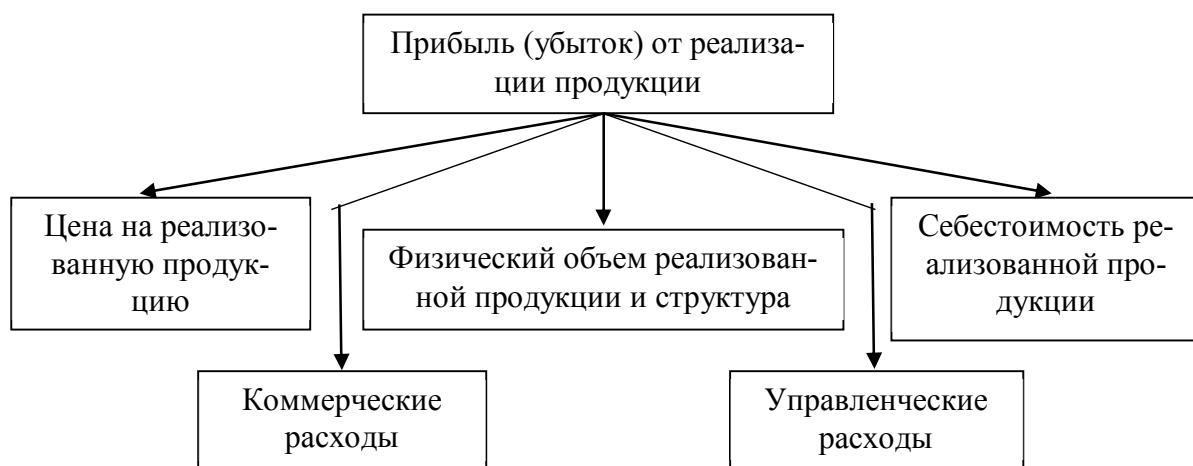 Прибыль (убыток) от реализа-
ции продукции
Цена на реализо-
ванную продук-
цию
Физический объем реализован-
ной продукции и структура
Себестоимость ре-
ализованной про-
дукции
Коммерческие
расходы
Управленческие
расходы